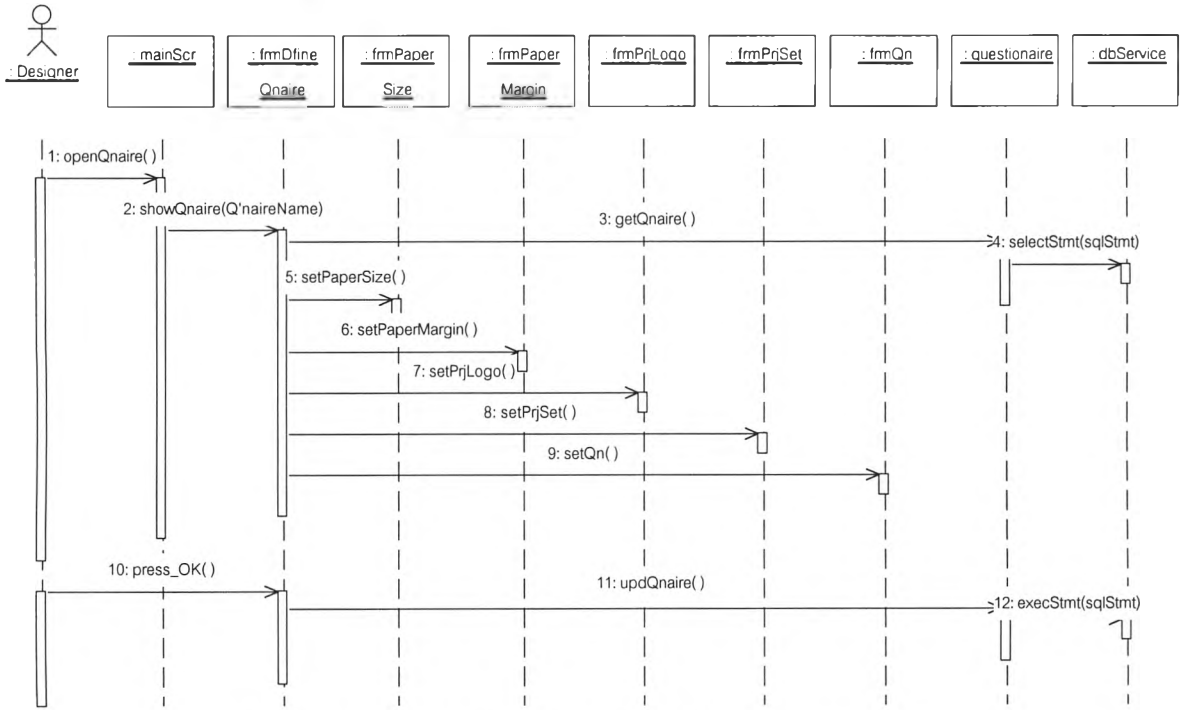 : Designer
: mainScr
: frmDfine
Qnaire
: frmPaper
Size
: frmPaper
Margin
: frmPrjLogo
: frmPrjSet
: frmQn
: questionaire
: dbService
1: openQnaire( )
2: showQnaire(Q'naireName)
3: getQnaire( )
4: selectStmt(sqlStmt)
5: setPaperSize( )
6: setPaperMargin( )
7: setPrjLogo( )
8: setPrjSet( )
9: setQn( )
10: press_OK( )
11: updQnaire( )
12: execStmt(sqlStmt)